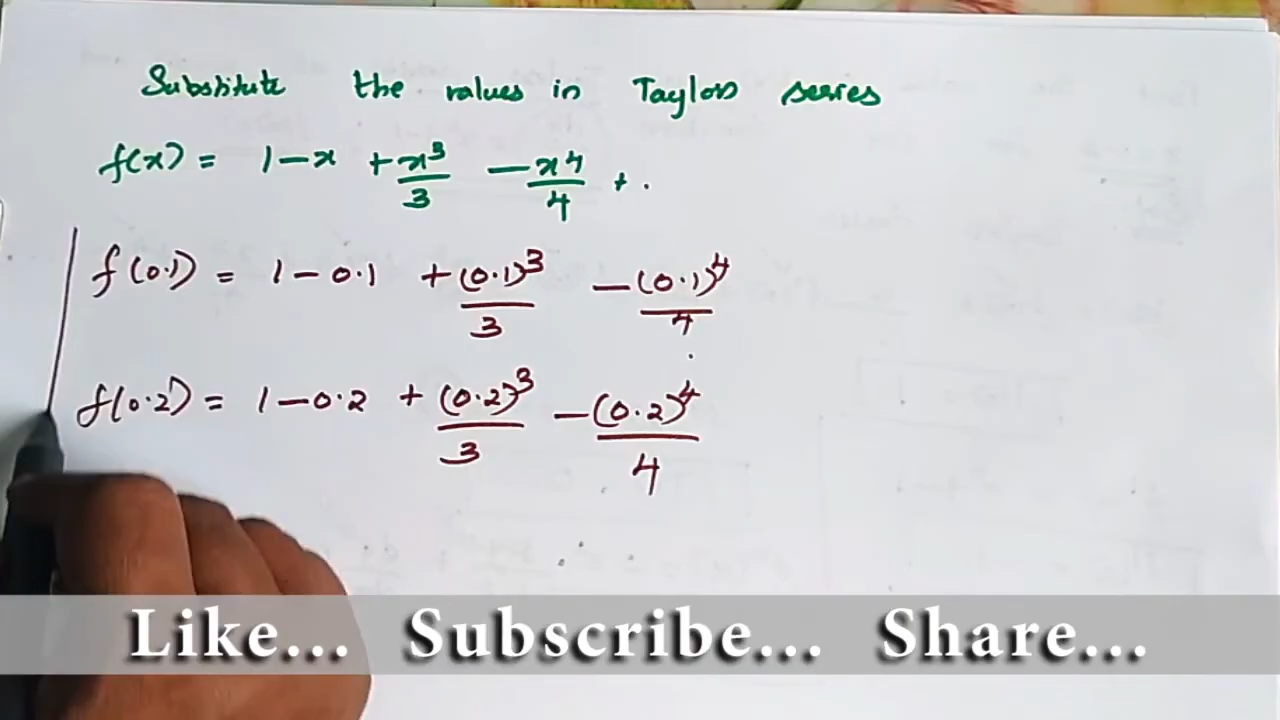 Substitute the values in Taylors series
f(x) = 1 - x + x³/3 - x⁴/4 + .
f(0.1) = 1 - 0.1 + (0.1)³/3 - (0.1)⁴/4
f(0.2) = 1 - 0.2 + (0.2)³/3 - (0.2)⁴/4
Like... Subscribe... Share...